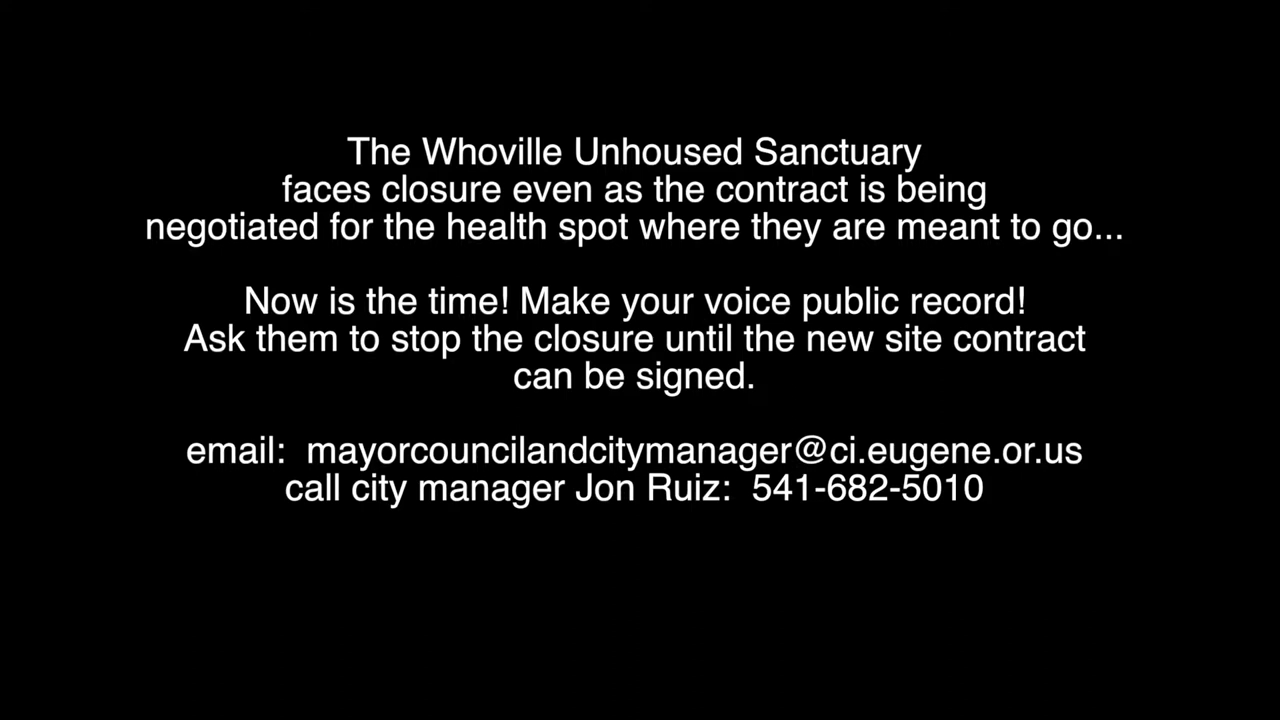 The Whoville Unhoused Sanctuary
faces closure even as the contract is being
negotiated for the health spot where they are meant to go...
Now is the time! Make your voice public record!
Ask them to stop the closure until the new site contract
can be signed.
email:  mayorcouncilandcitymanager@ci.eugene.or.us
call city manager Jon Ruiz:  541-682-5010